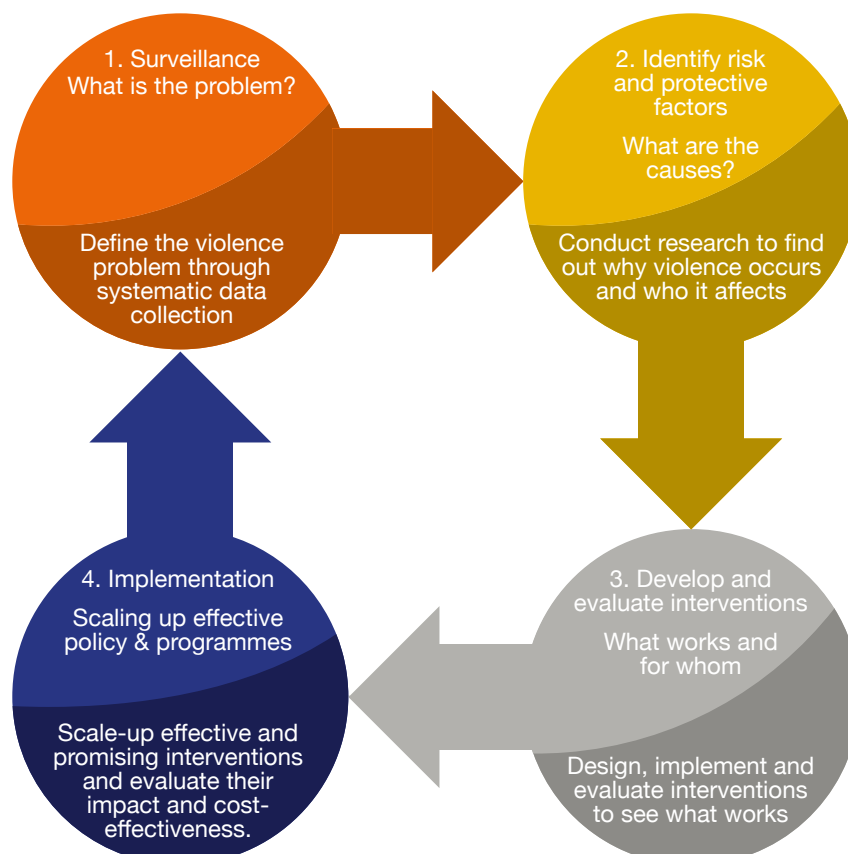 1. Surveillance
What is the problem?
Define the violence
problem through
systematic data
collection
2. Identify risk
and protective
factors
What are the
causes?
Conduct research to find
out why violence occurs
and who it affects
3. Develop and
evaluate interventions
What works and
for whom
Design, implement and
evaluate interventions
to see what works
4. Implementation
Scaling up effective
policy & programmes
Scale-up effective and
promising interventions
and evaluate their
impact and cost-
effectiveness.